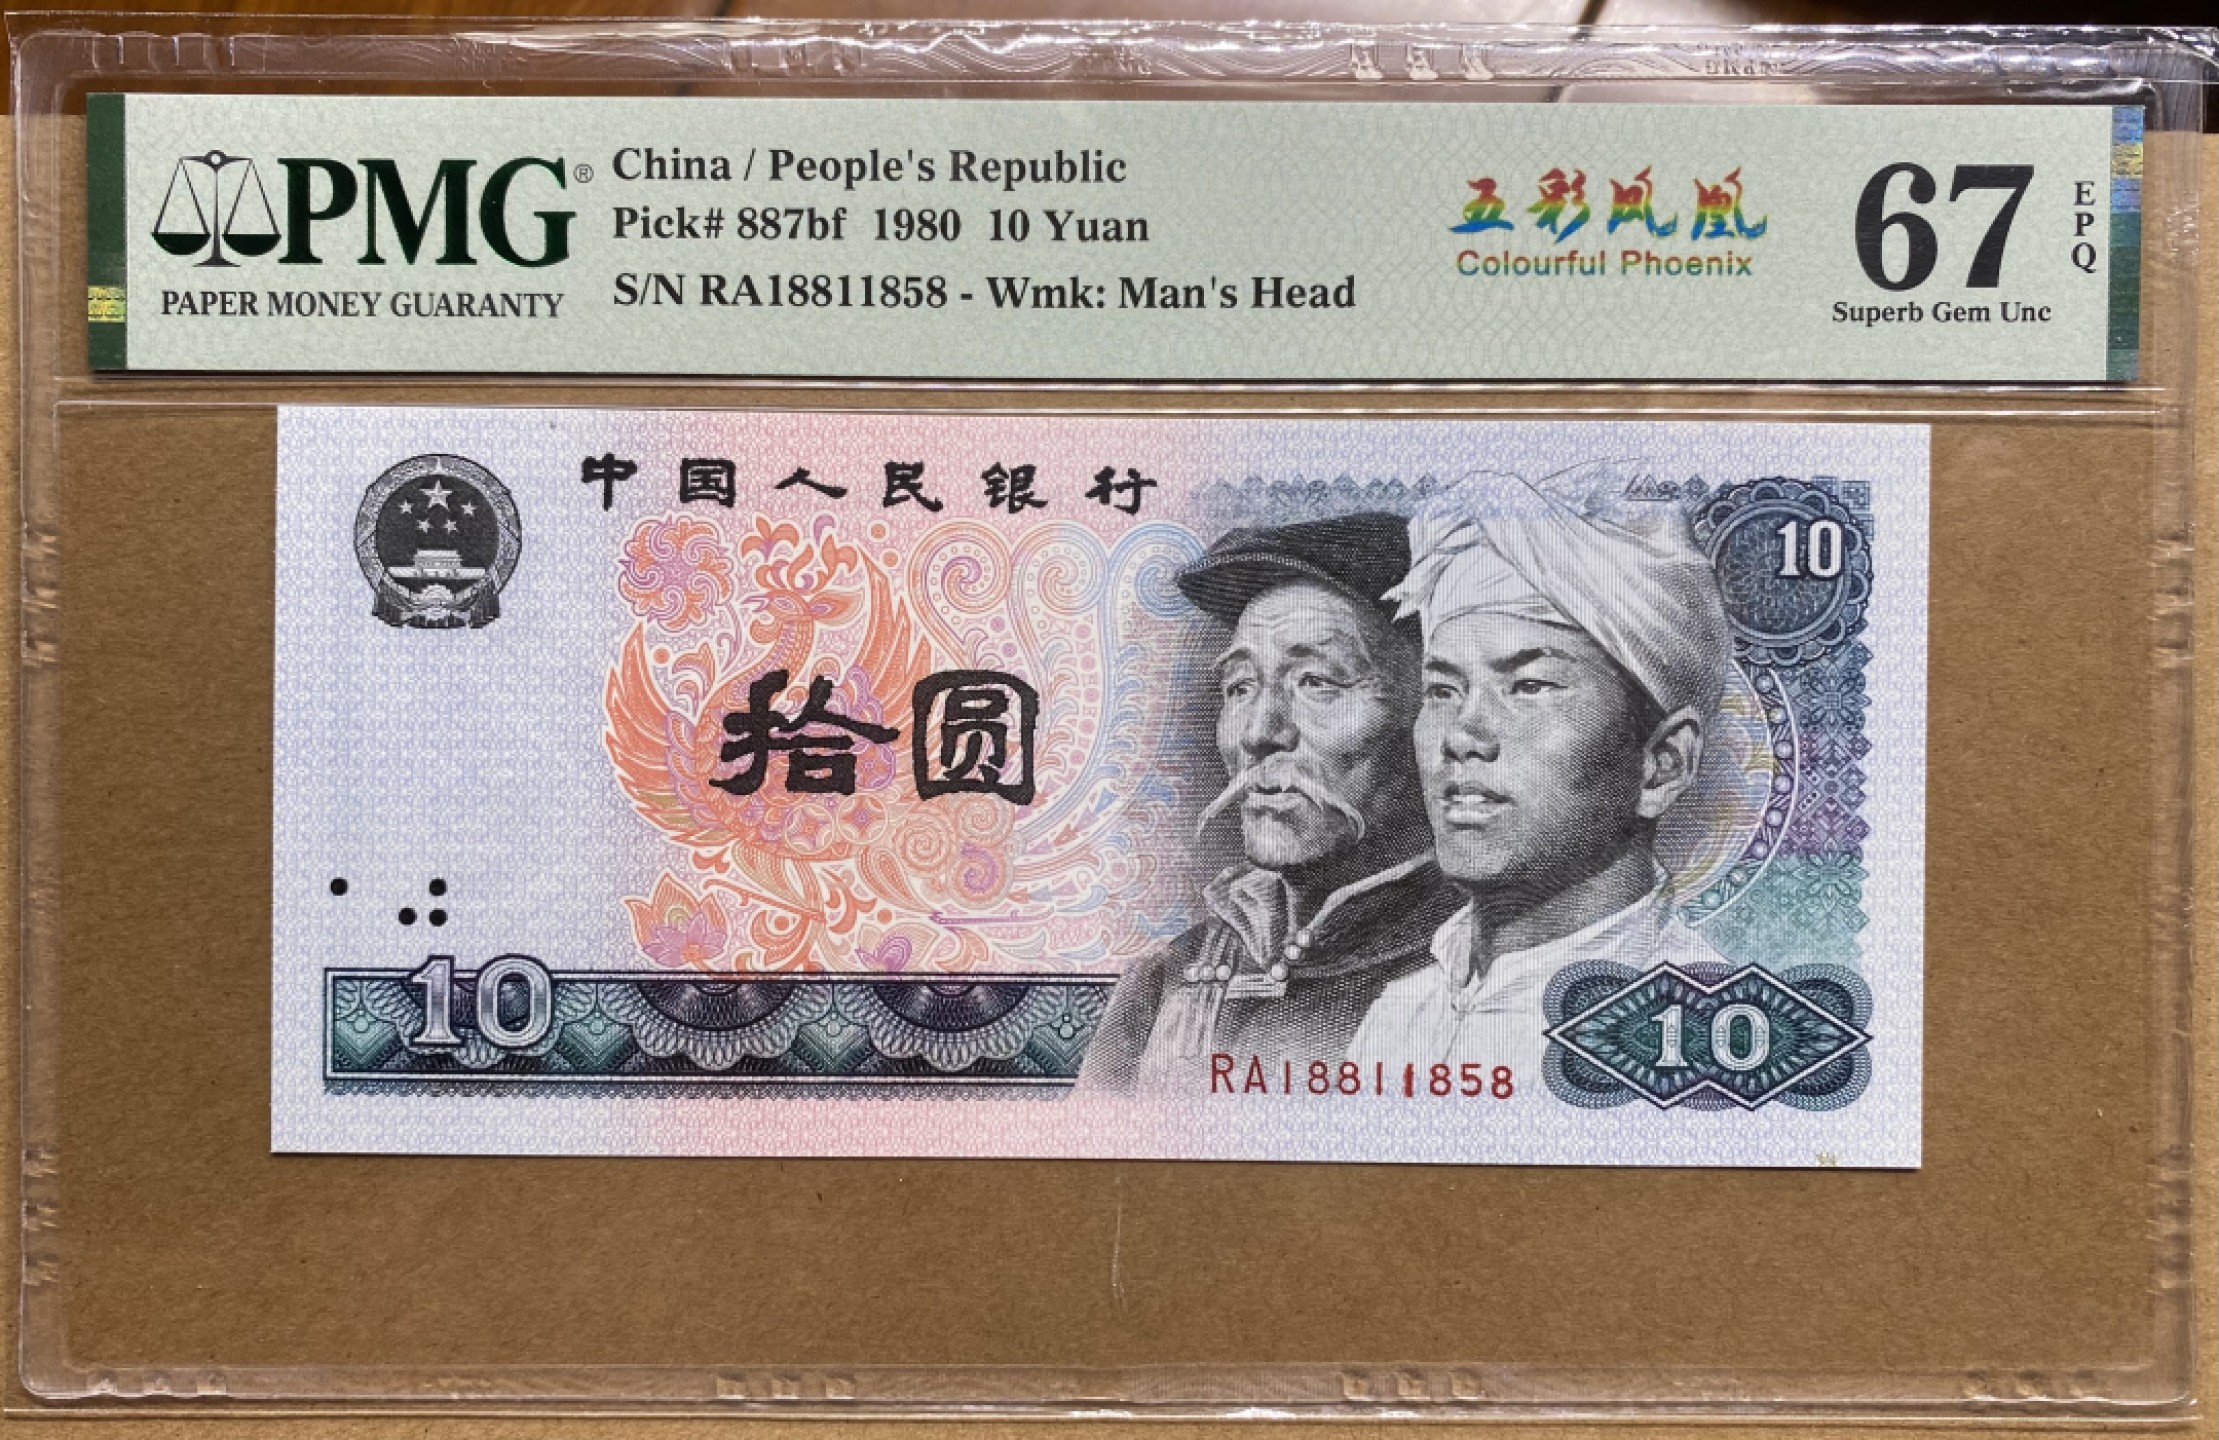 PMG®
PAPER MONEY GUARANTY
China / People's Republic
Pick# 887bf 1980 10 Yuan
S/N RA18811858 - Wmk: Man's Head
五彩凤凰
Colourful Phoenix
67
EPQ
Superb Gem Unc
中国人民银行
10
拾圆
10
10
RA18811858